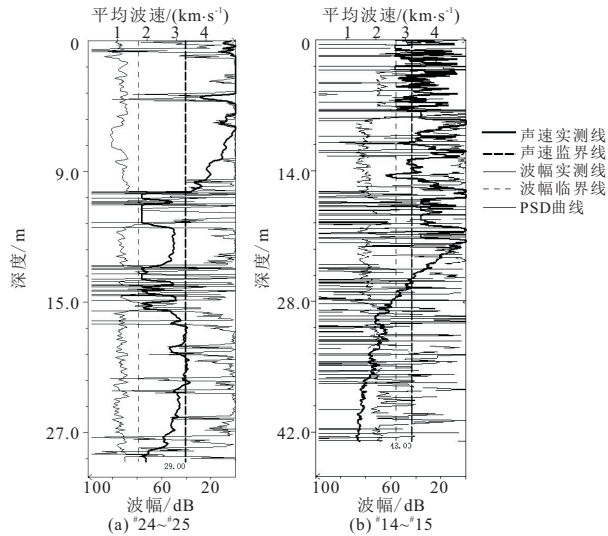 平均波速/(km·s⁻¹)
1 2 3 4
0
9.0
15.0
27.0
深度/m
29.00
100 60 20
波幅/dB
(a) #24~#25
平均波速/(km·s⁻¹)
1 2 3 4
0
14.0
28.0
42.0
深度/m
43.00
100 60 20
波幅/dB
(b) #14~#15
声速实测线
声速监界线
波幅实测线
波幅临界线
PSD曲线